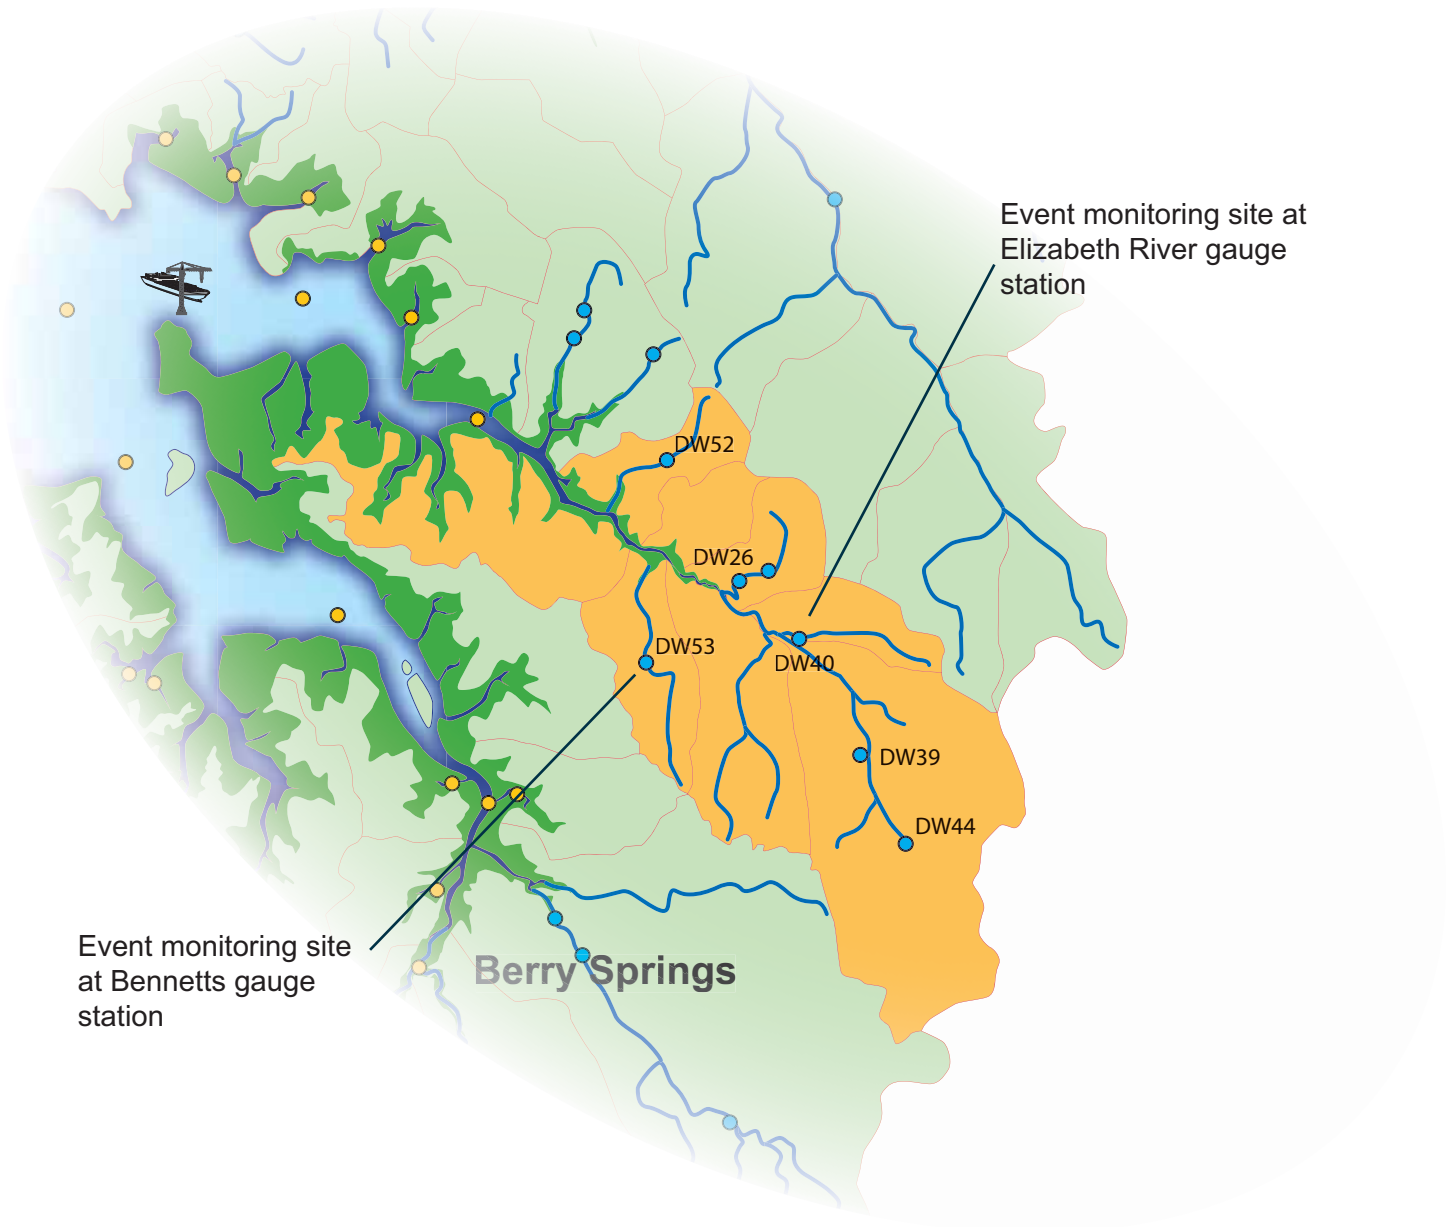 Event monitoring site at
Elizabeth River gauge
station
DW52
DW26
DW53
DW40
DW39
DW44
Event monitoring site
at Bennetts gauge
station
Berry Springs